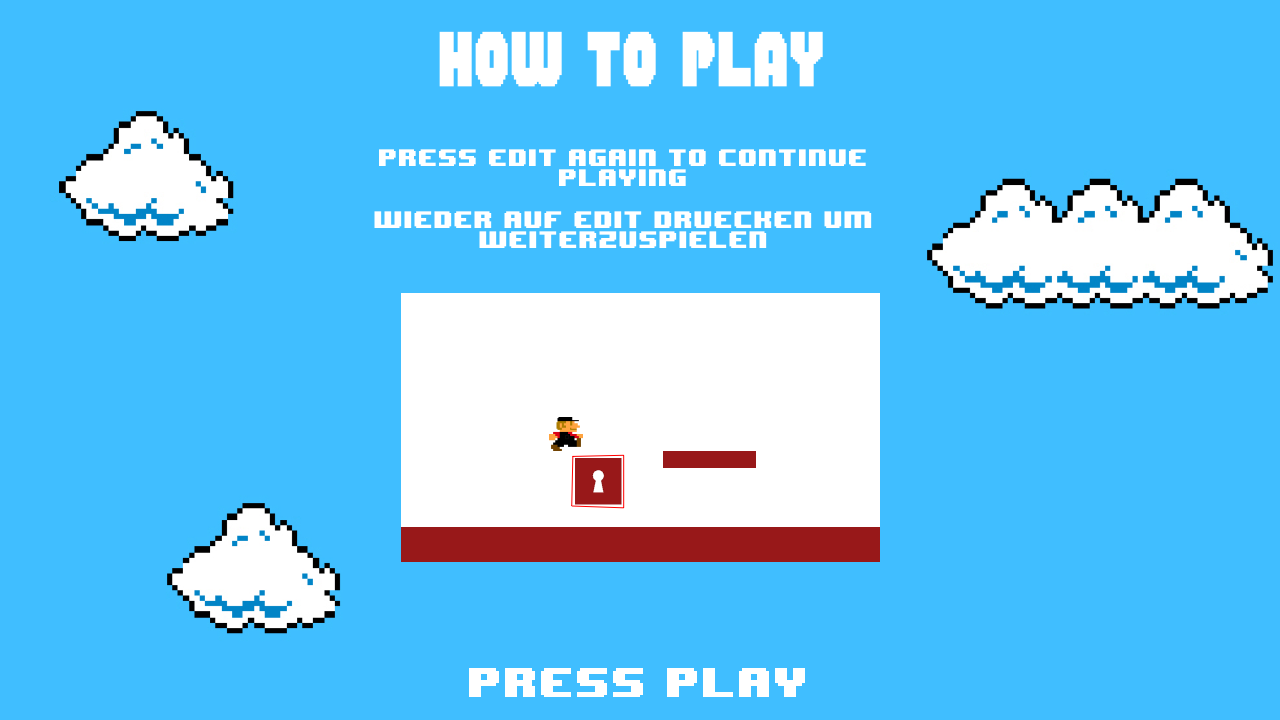 HOW TO PLAY
PRESS EDIT AGAIN TO CONTINUE
PLAYING
WIEDER AUF EDIT DRUECKEN UM
WEITERZUSPIELEN
PRESS PLAY